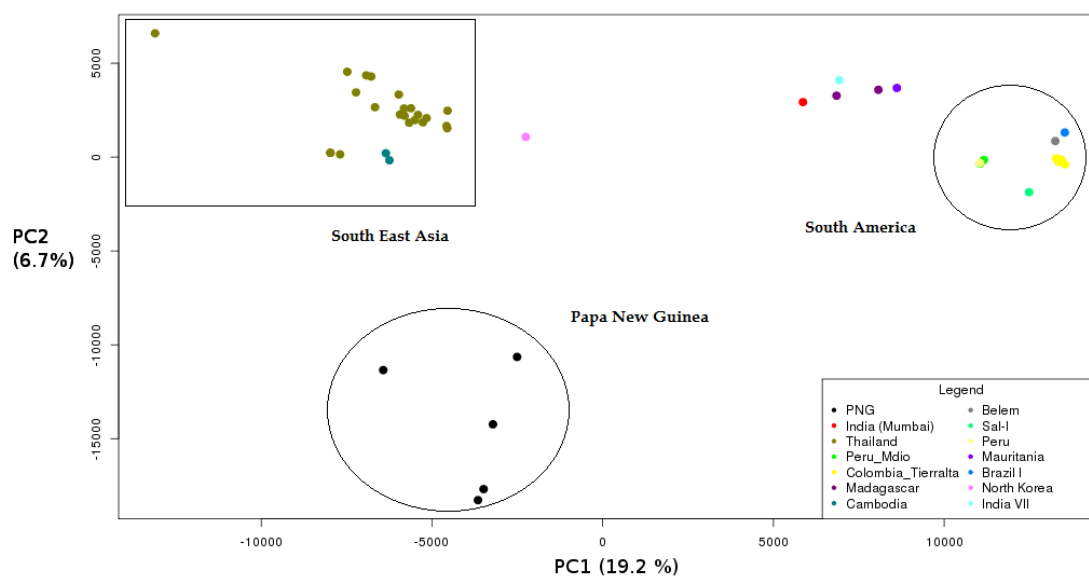 5000
0
-5000
-10000
-15000
PC2
(6.7%)
South East Asia
South America
Papa New Guinea
Legend
PNG
India (Mumbai)
Thailand
Peru_Mdio
Colombia_Tierralta
Madagascar
Cambodia
Belem
Sal-I
Peru
Mauritania
Brazil I
North Korea
India VII
-10000 -5000 0 5000 10000
PC1 (19.2 %)